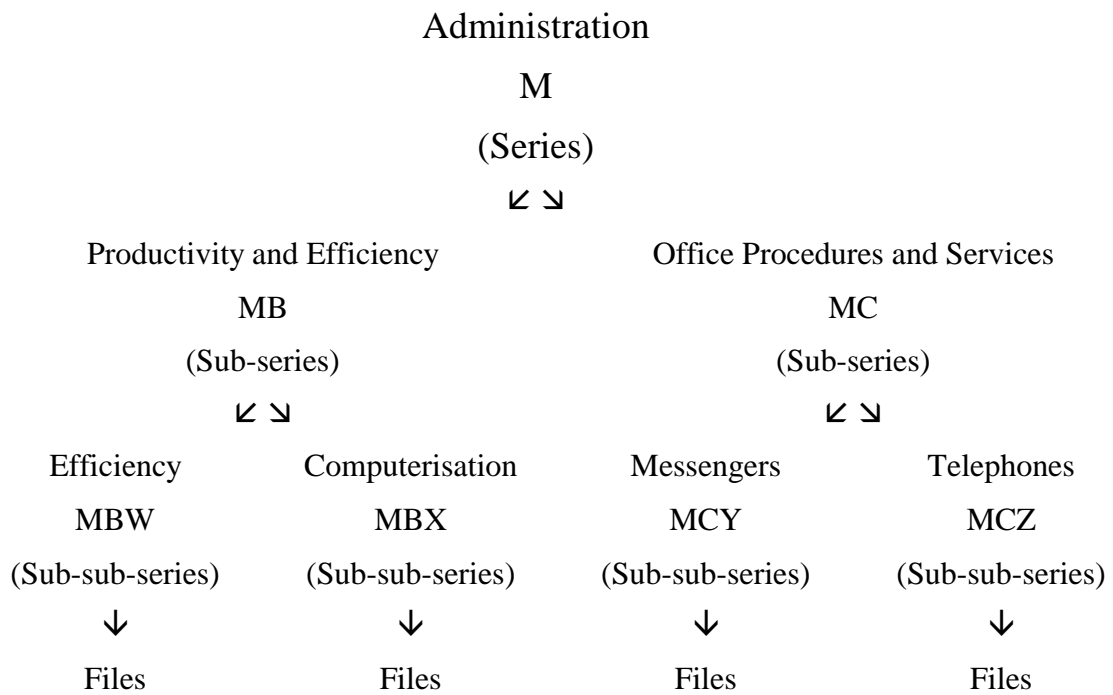 Administration
M
(Series)
↙ ↘
Productivity and Efficiency Office Procedures and Services
MB MC
(Sub-series) (Sub-series)
↙ ↘ ↙ ↘
Efficiency Computerisation Messengers Telephones
MBW MBX MCY MCZ
(Sub-sub-series) (Sub-sub-series) (Sub-sub-series) (Sub-sub-series)
↓ ↓ ↓ ↓
Files Files Files Files